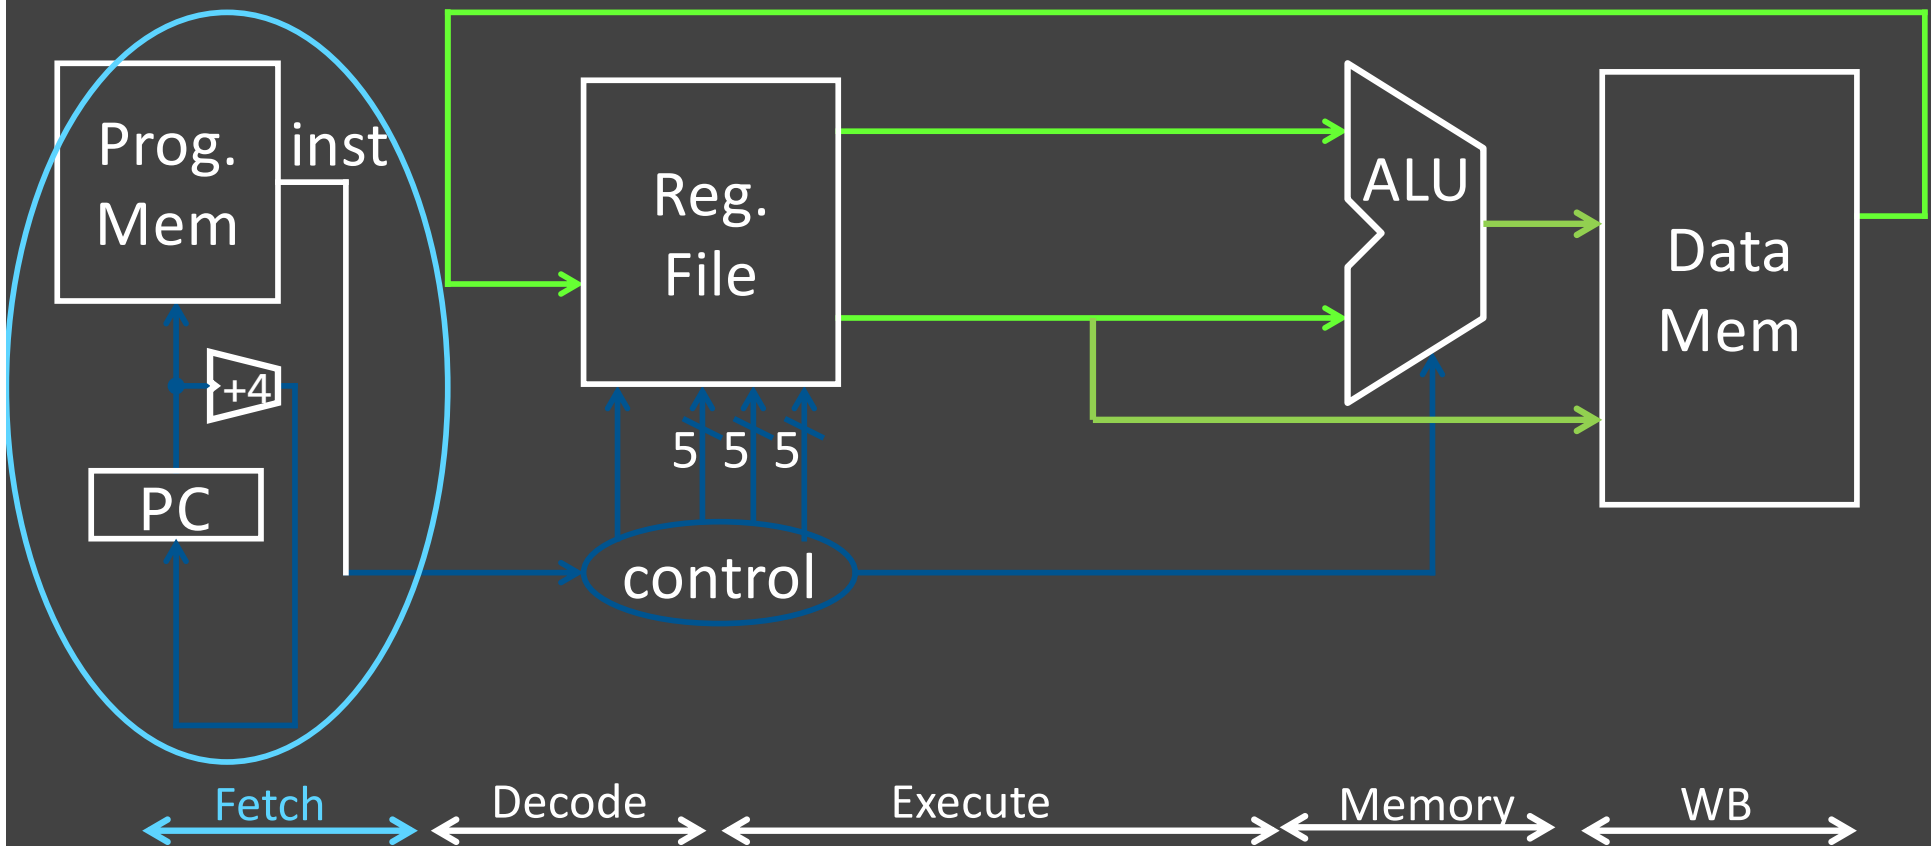 Prog.
Mem
inst
+4
PC
Reg.
File
5 5 5
control
ALU
Data
Mem
Fetch
Decode
Execute
Memory
WB